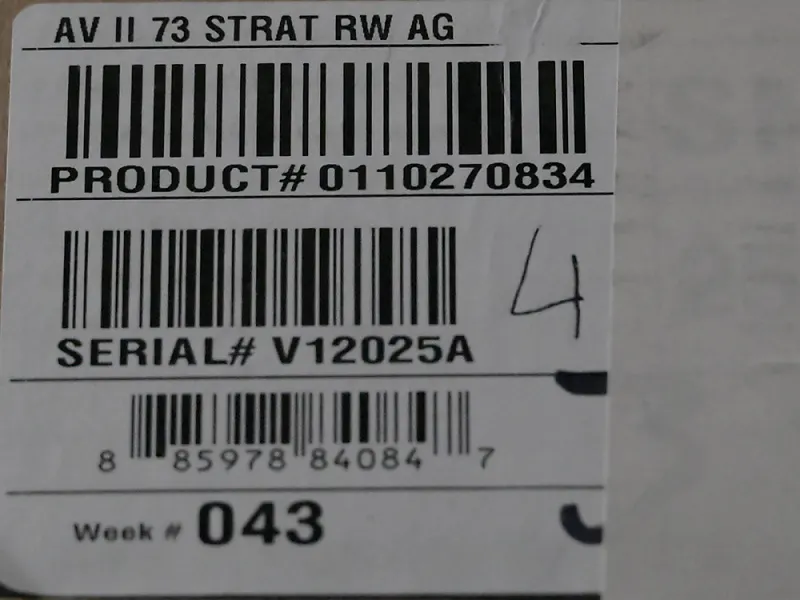 AV II 73 STRAT RW AG
PRODUCT# 0110270834
4
SERIAL# V12025A
8 85978 84084 7
Week # 043